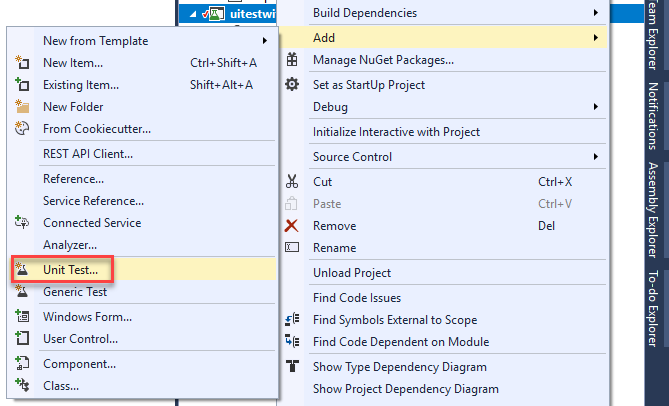 uitestwi
Build Dependencies
Add
Manage NuGet Packages...
Set as StartUp Project
Debug
Initialize Interactive with Project
Source Control
Cut Ctrl+X
Paste Ctrl+V
Remove Del
Rename
Unload Project
Find Code Issues
Find Symbols External to Scope
Find Code Dependent on Module
Show Type Dependency Diagram
Show Project Dependency Diagram
New from Template
New Item... Ctrl+Shift+A
Existing Item... Shift+Alt+A
New Folder
From Cookiecutter...
REST API Client...
Reference...
Service Reference...
Connected Service
Analyzer...
Unit Test...
Generic Test
Windows Form...
User Control...
Component...
Class...
Team Explorer
Notifications
Assembly Explorer
To-do Explorer